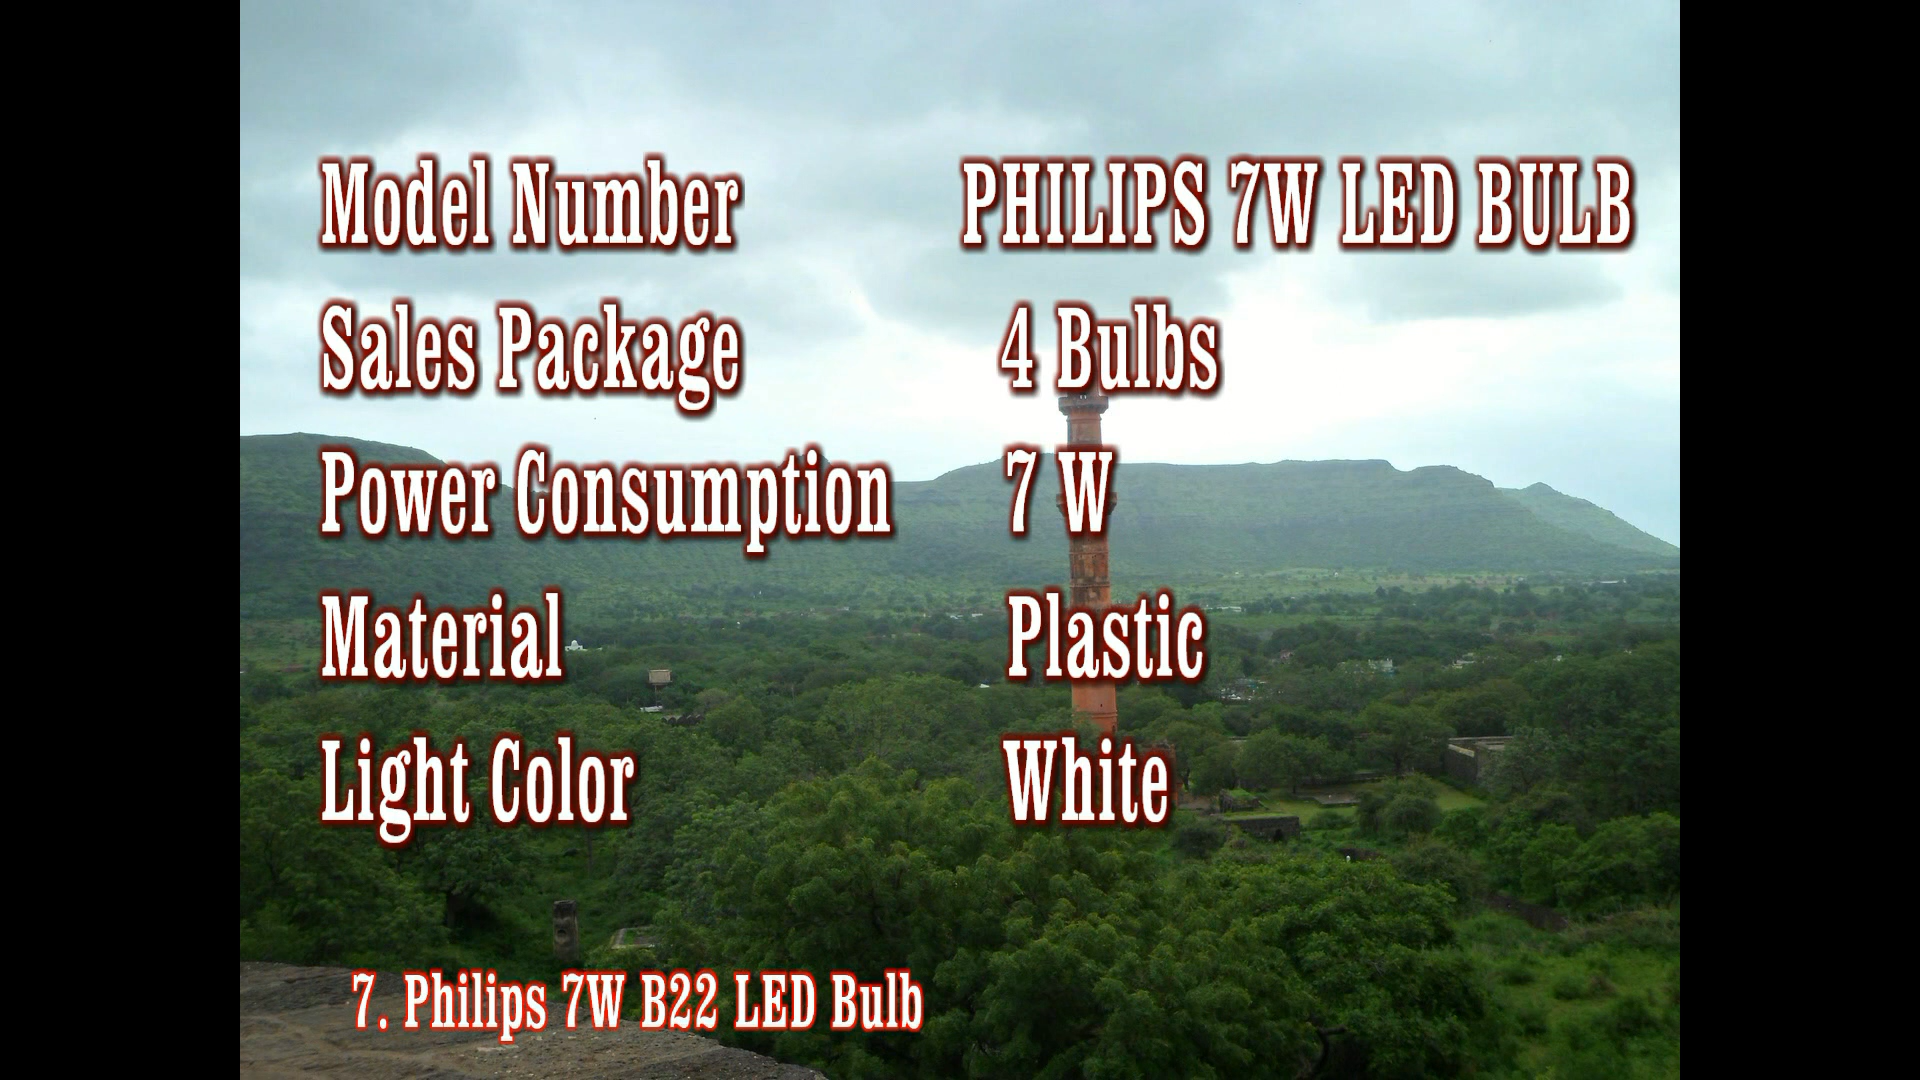 Model Number PHILIPS 7W LED BULB
Sales Package 4 Bulbs
Power Consumption 7 W
Material Plastic
Light Color White
7. Philips 7W B22 LED Bulb